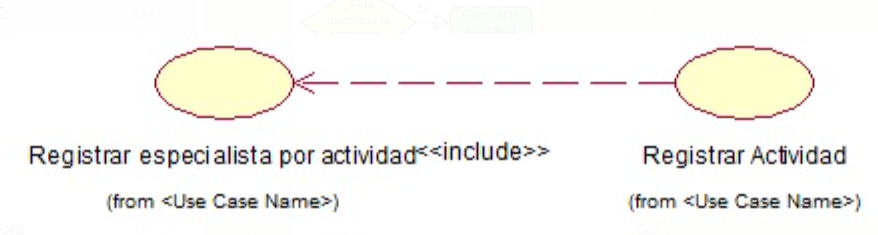 Registrar especialista por actividad<<include>> Registrar Actividad
(from <Use Case Name>) (from <Use Case Name>)